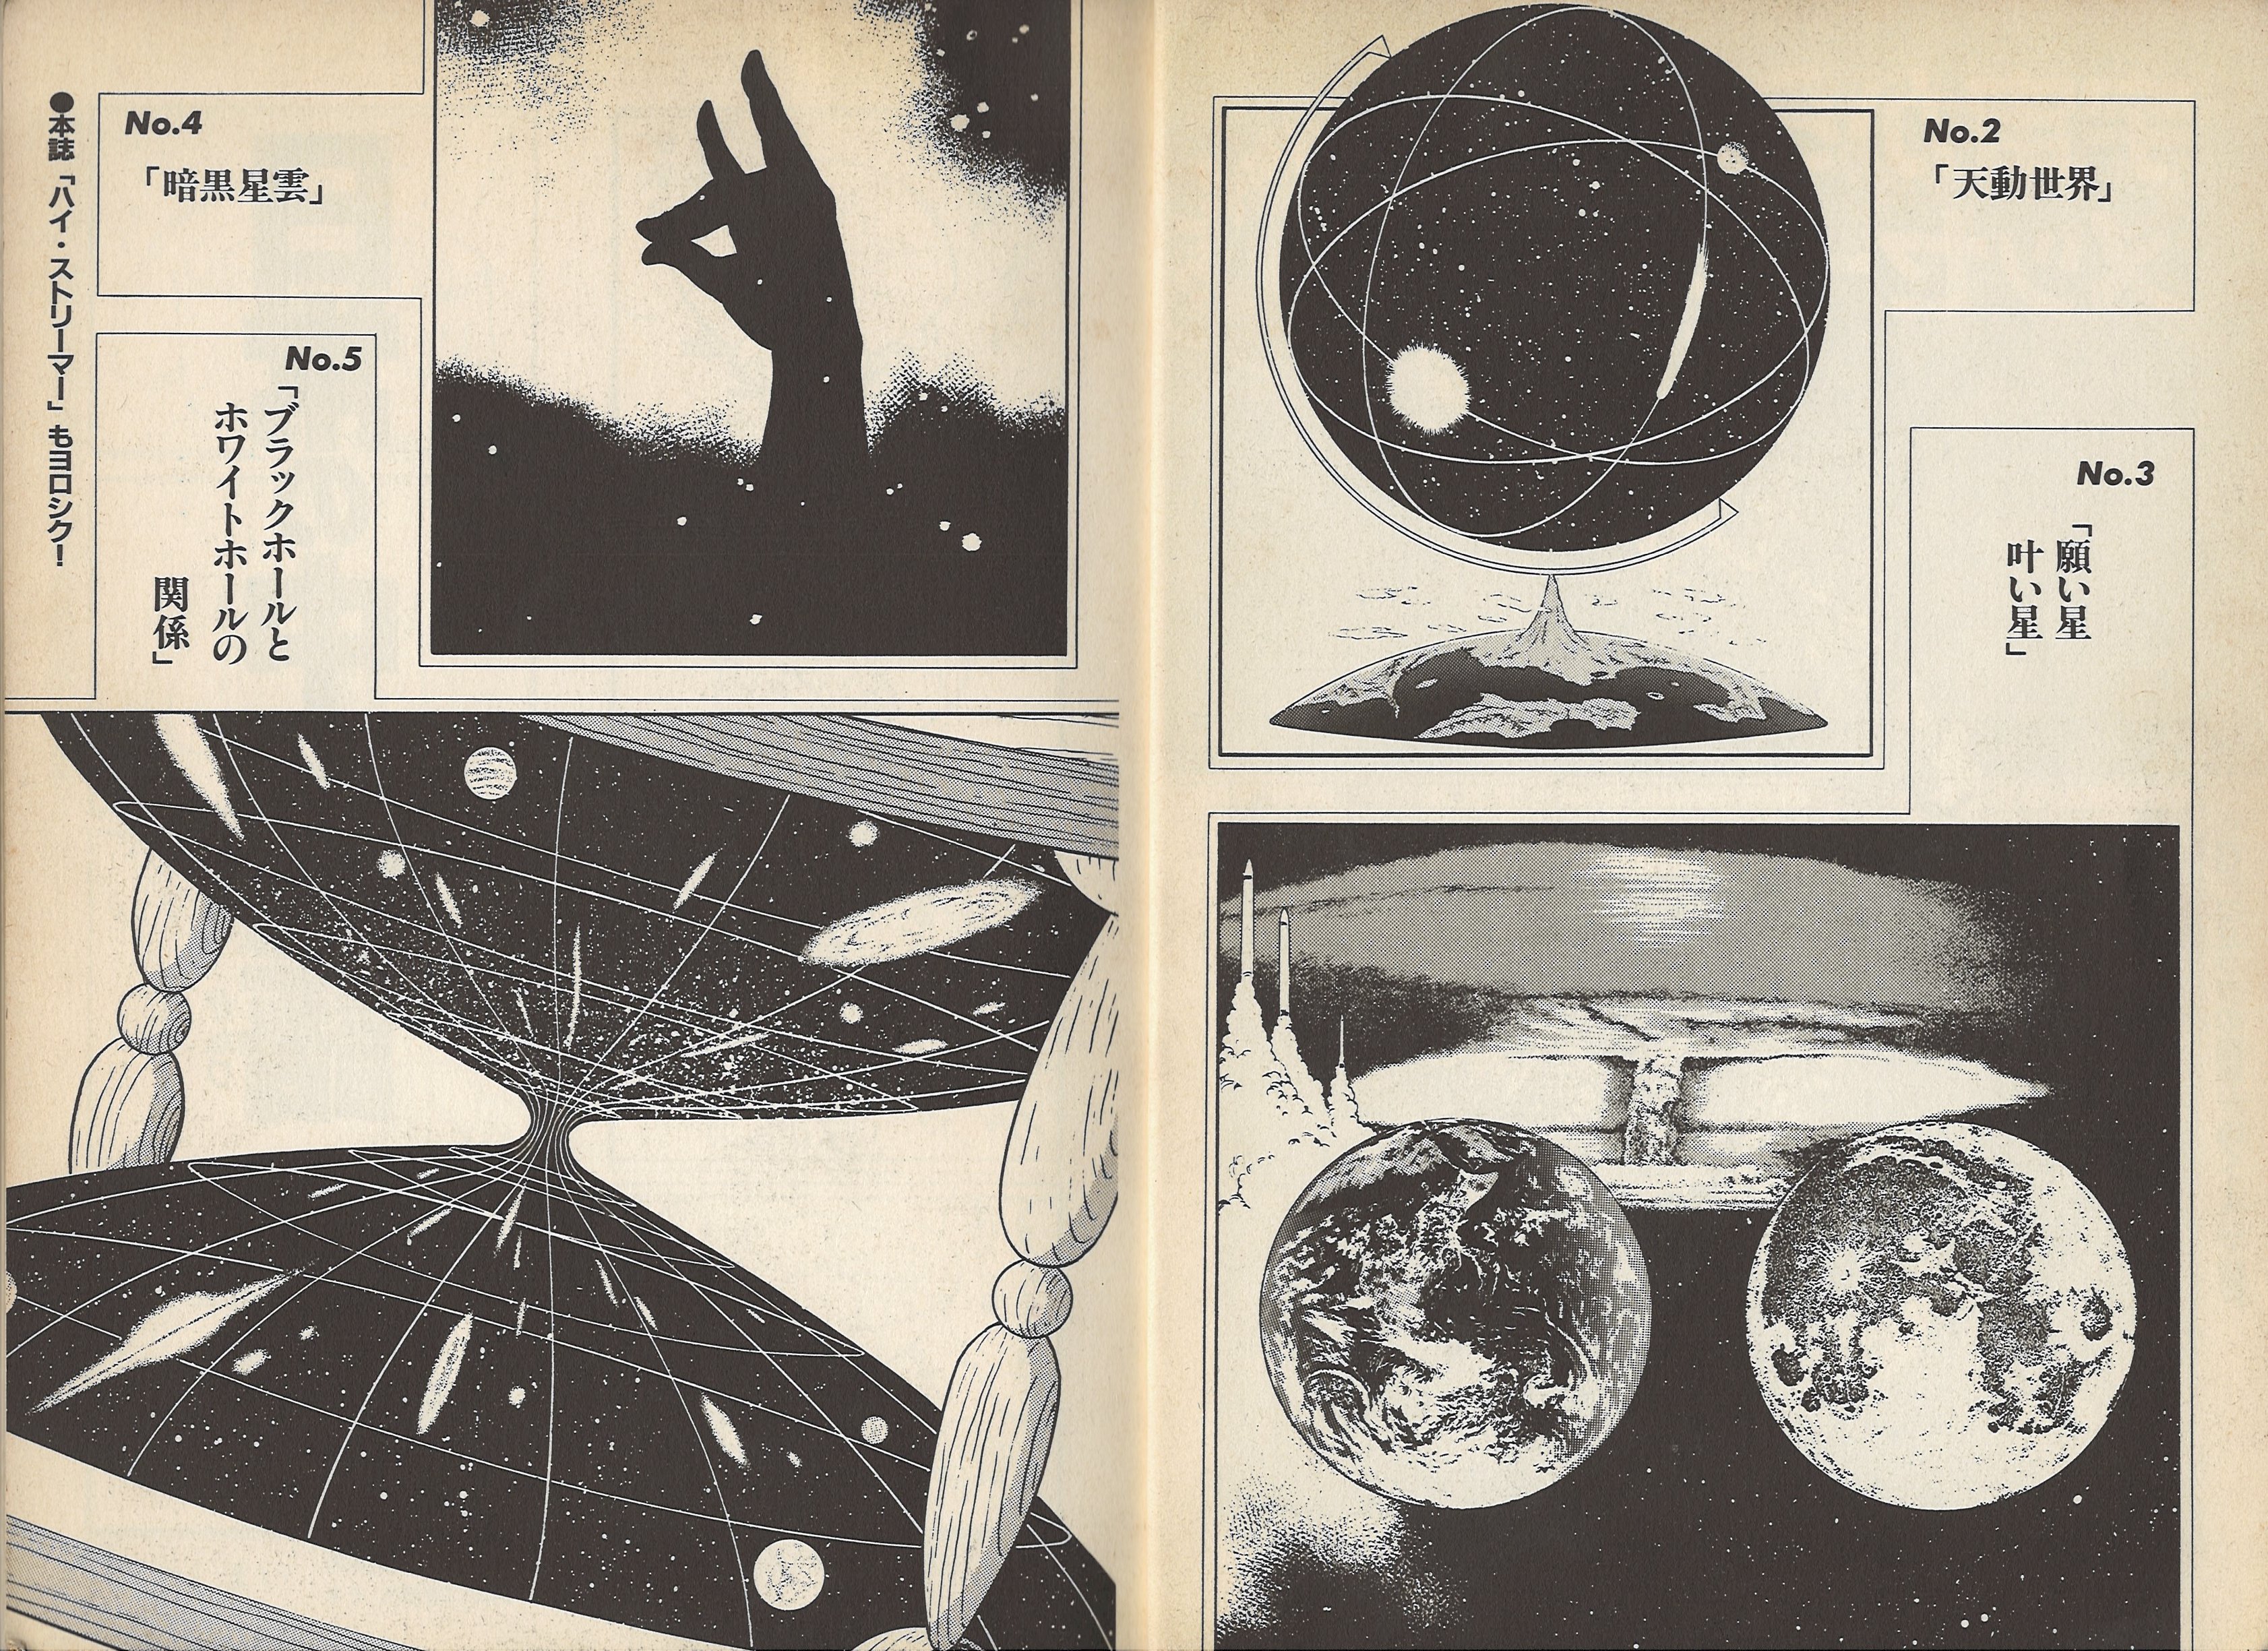 No.2
「天動世界」
No.3
「願い星
叶い星」
No.4
「暗黒星雲」
No.5
「ブラックホールと
ホワイトホールの
関係」
●本誌「ハイ・ストリーマー」もヨロシク!